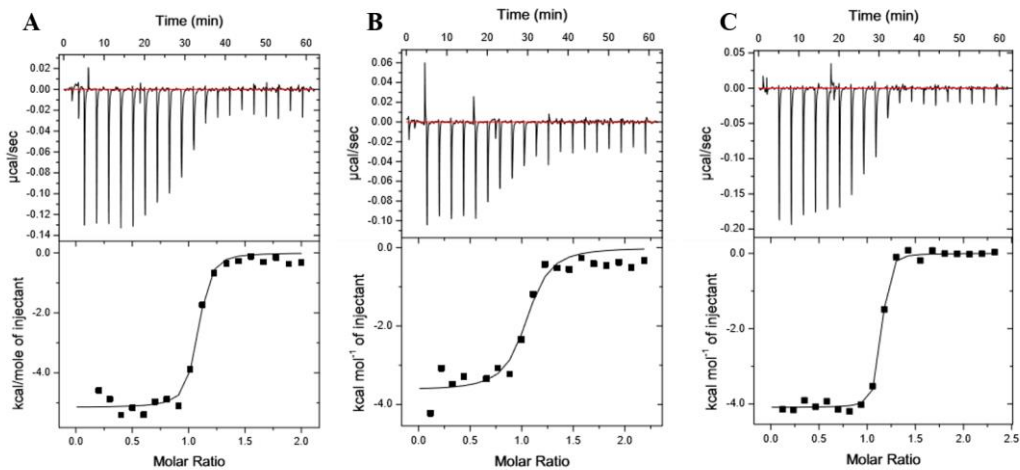 A
Time (min)
0 10 20 30 40 50 60
0.02
0.00
-0.02
-0.04
-0.06
-0.08
-0.10
-0.12
-0.14
µcal/sec
0.0
-2.0
-4.0
kcal/mole of injectant
0.0 0.5 1.0 1.5 2.0
Molar Ratio
B
Time (min)
0 10 20 30 40 50 60
0.06
0.04
0.02
0.00
-0.02
-0.04
-0.06
-0.08
-0.10
µcal/sec
0.0
-2.0
-4.0
kcal mol⁻¹ of injectant
0.0 0.5 1.0 1.5 2.0
Molar Ratio
C
Time (min)
0 10 20 30 40 50 60
0.05
0.00
-0.05
-0.10
-0.15
-0.20
µcal/sec
0.0
-2.0
-4.0
kcal mol⁻¹ of injectant
0.0 0.5 1.0 1.5 2.0 2.5
Molar Ratio